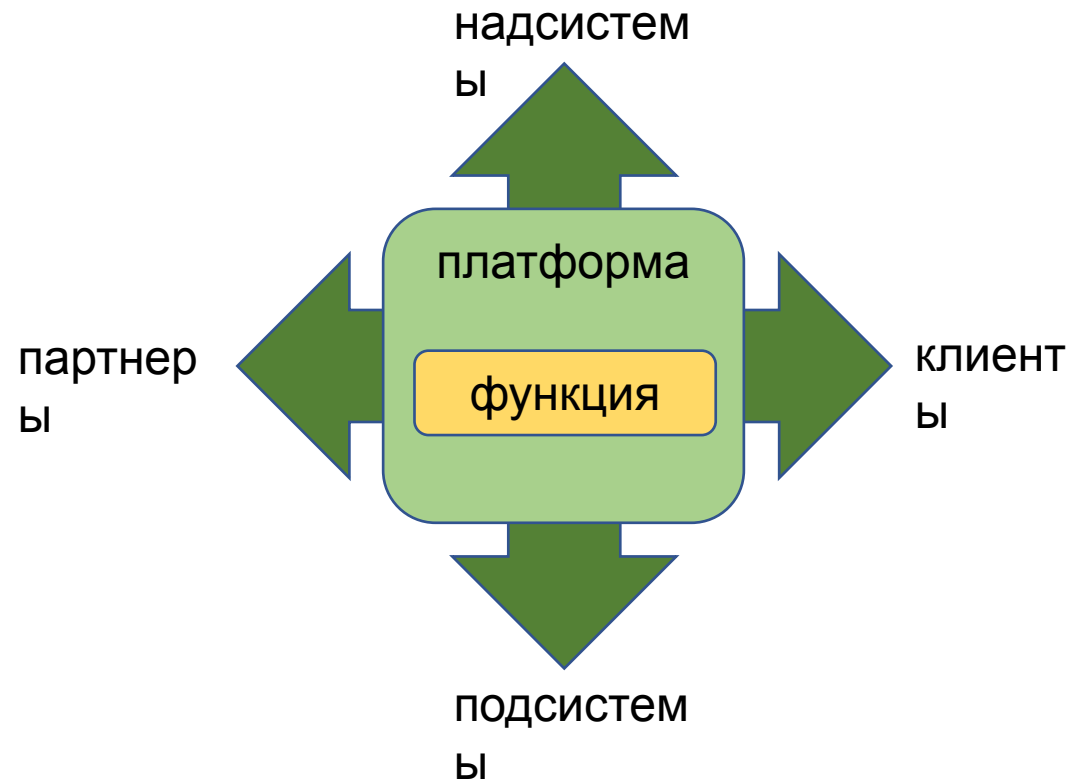 надсистем
ы
платформа
партнер
ы
функция
клиент
ы
подсистем
ы